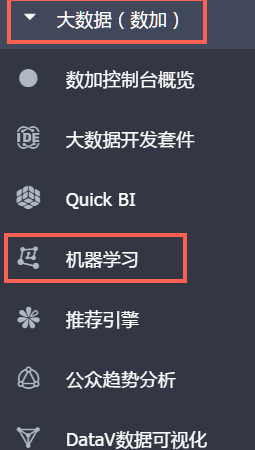 大数据（数加）
数加控制台概览
IDE
大数据开发套件
Quick BI
机器学习
推荐引擎
公众趋势分析
DataV数据可视化